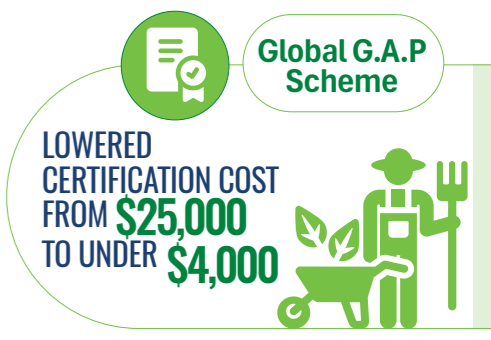 Global G.A.P
Scheme
LOWERED
CERTIFICATION COST
FROM $25,000
TO UNDER $4,000